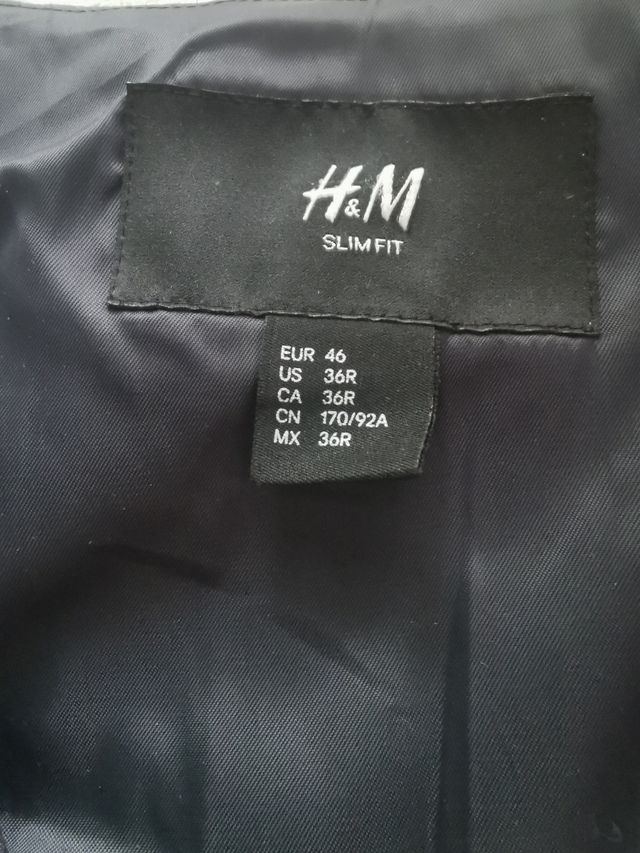 H&M
SLIM FIT
EUR 46
US 36R
CA 36R
CN 170/92A
MX 36R